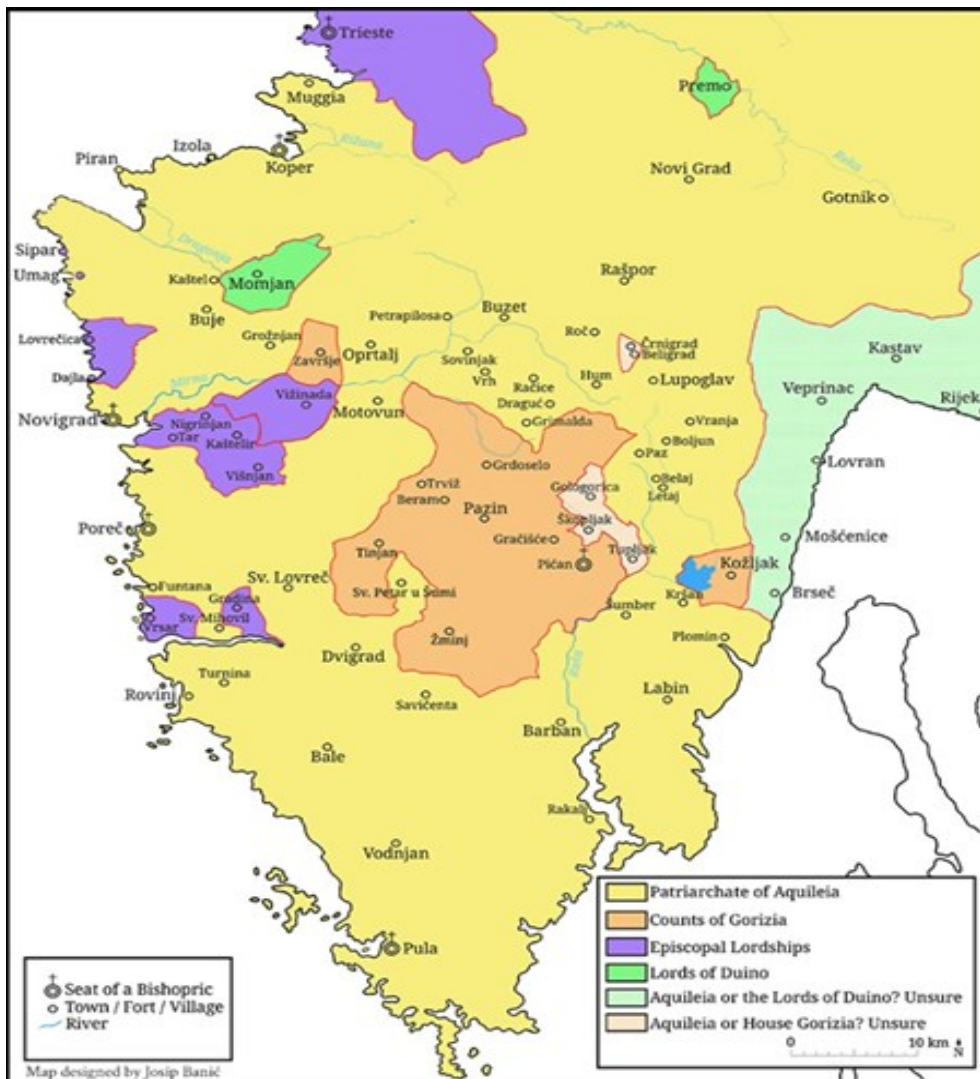 Trieste
Premo
Muggia
Rižana
Izola
Koper
Piran
Reka
Novi Grad
Gotnik
Dragonja
Sipar
Umag
Kaštel
Momjan
Rašpor
Buje
Petrapilosa
Buzet
Roč
Lovrečica
Grožnjan
Završje
Oprtalj
Sovinjak
Črnigrad
Beligrad
Kastav
Dajla
Mirna
Vrh
Račice
Hum
Lupoglav
Veprinac
Rijek
Novigrad
Vižinada
Motovun
Draguč
Nigrinjan
Grimalda
Vranja
Tar
Kaštelir
Boljun
Paz
Lovran
Višnjan
Grdoselo
Trviž
Belaj
Letaj
Beram
Gologorica
Pazin
Poreč
Škopljak
Gračišće
Mošćenice
Tinjan
Tupljak
Pićan
Kožljak
Funtana
Sv. Lovreč
Sv. Petar u Šumi
Gradina
Kršan
Brseč
Vrsar
Sv. Mihovil
Šumber
Žminj
Plomin
Dvigrad
Raša
Turnina
Rovinj
Savičenta
Labin
Barban
Bale
Rakalj
Vodnjan
Pula
Patriarchate of Aquileia
Counts of Gorizia
Episcopal Lordships
Lords of Duino
Aquileia or the Lords of Duino? Unsure
Aquileia or House Gorizia? Unsure
0 10 km N
Seat of a Bishopric
Town / Fort / Village
River
Map designed by Josip Banić